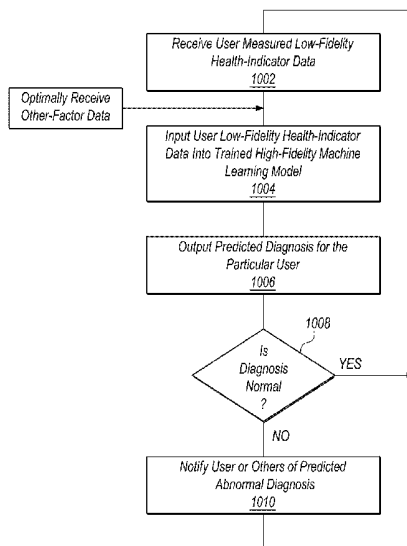 Receive User Measured Low-Fidelity
Health-Indicator Data
1002
Optimally Receive
Other-Factor Data
Input User Low-Fidelity Health-Indicator
Data Into Trained High-Fidelity Machine
Learning Model
1004
Output Predicted Diagnosis for the
Particular User
1006
1008
Is
Diagnosis
Normal
?
YES
NO
Notify User or Others of Predicted
Abnormal Diagnosis
1010